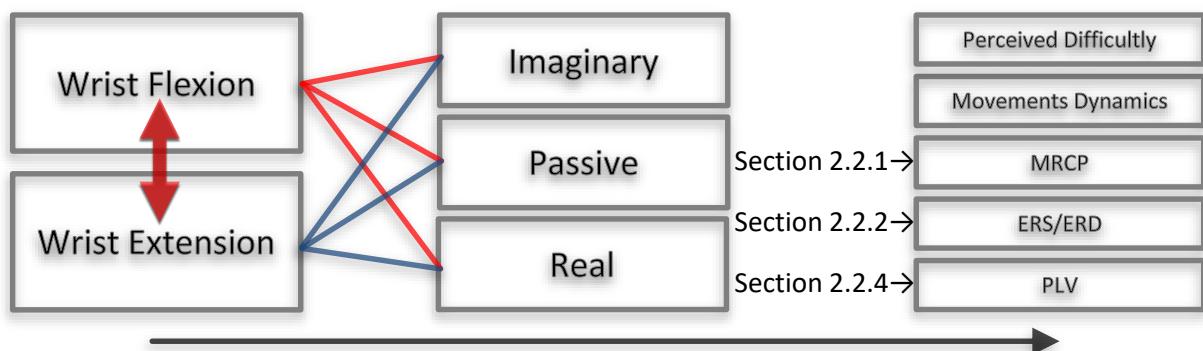 Wrist Flexion
Wrist Extension
Imaginary
Passive
Real
Section 2.2.1→
Section 2.2.2→
Section 2.2.4→
Perceived Difficultly
Movements Dynamics
MRCP
ERS/ERD
PLV